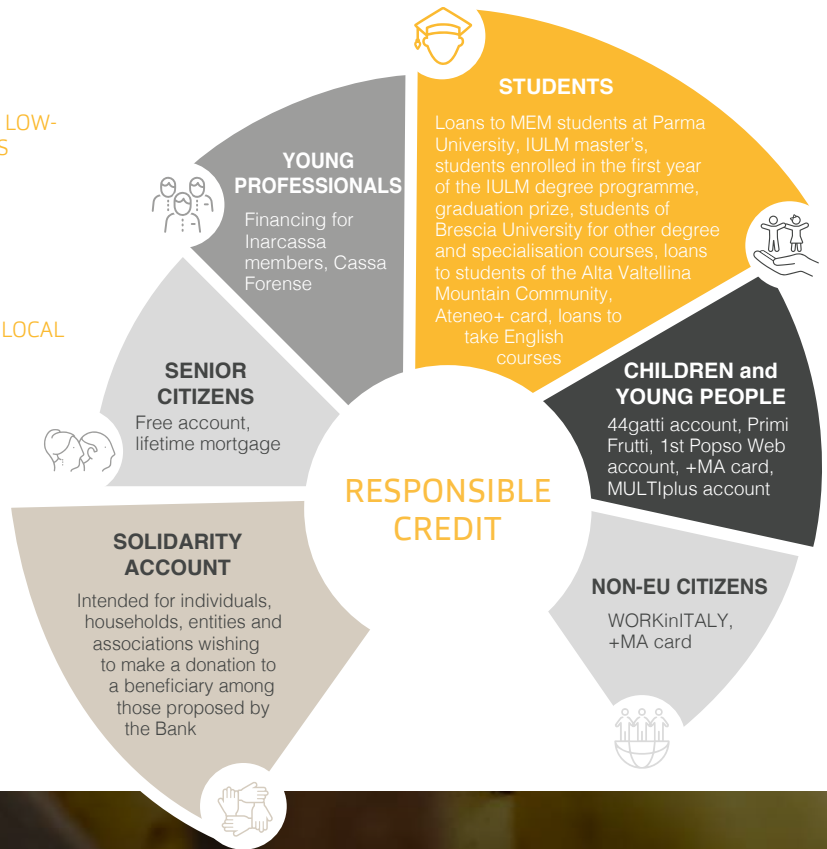 LOW-
S
LOCAL
STUDENTS
Loans to MEM students at Parma
University, IULM master's,
students enrolled in the first year
of the IULM degree programme,
graduation prize, students of
Brescia University for other degree
and specialisation courses, loans
to students of the Alta Valtellina
Mountain Community,
Ateneo+ card, loans to
take English
courses
YOUNG
PROFESSIONALS
Financing for
Inarcassa
members, Cassa
Forense
SENIOR
CITIZENS
Free account,
lifetime mortgage
CHILDREN and
YOUNG PEOPLE
44gatti account, Primi
Frutti, 1st Popso Web
account, +MA card,
MULTIplus account
RESPONSIBLE
CREDIT
SOLIDARITY
ACCOUNT
Intended for individuals,
households, entities and
associations wishing
to make a donation to
a beneficiary among
those proposed by
the Bank
NON-EU CITIZENS
WORKinITALY,
+MA card